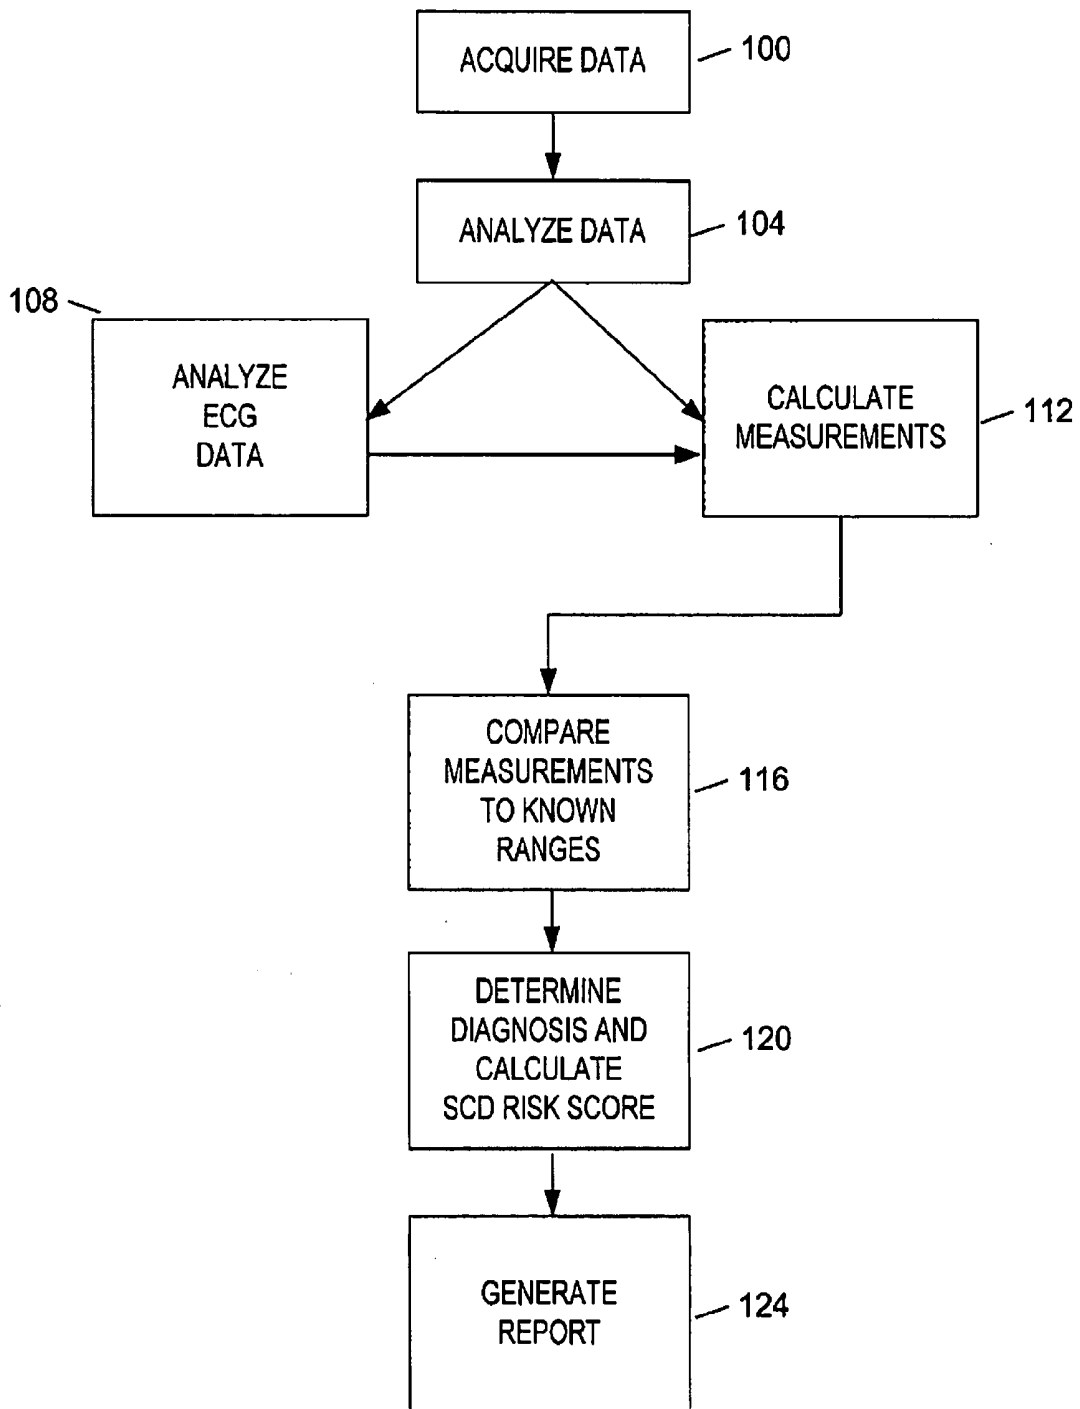 ACQUIRE DATA
100
ANALYZE DATA
104
108
ANALYZE
ECG
DATA
CALCULATE
MEASUREMENTS
112
COMPARE
MEASUREMENTS
TO KNOWN
RANGES
116
DETERMINE
DIAGNOSIS AND
CALCULATE
SCD RISK SCORE
120
GENERATE
REPORT
124